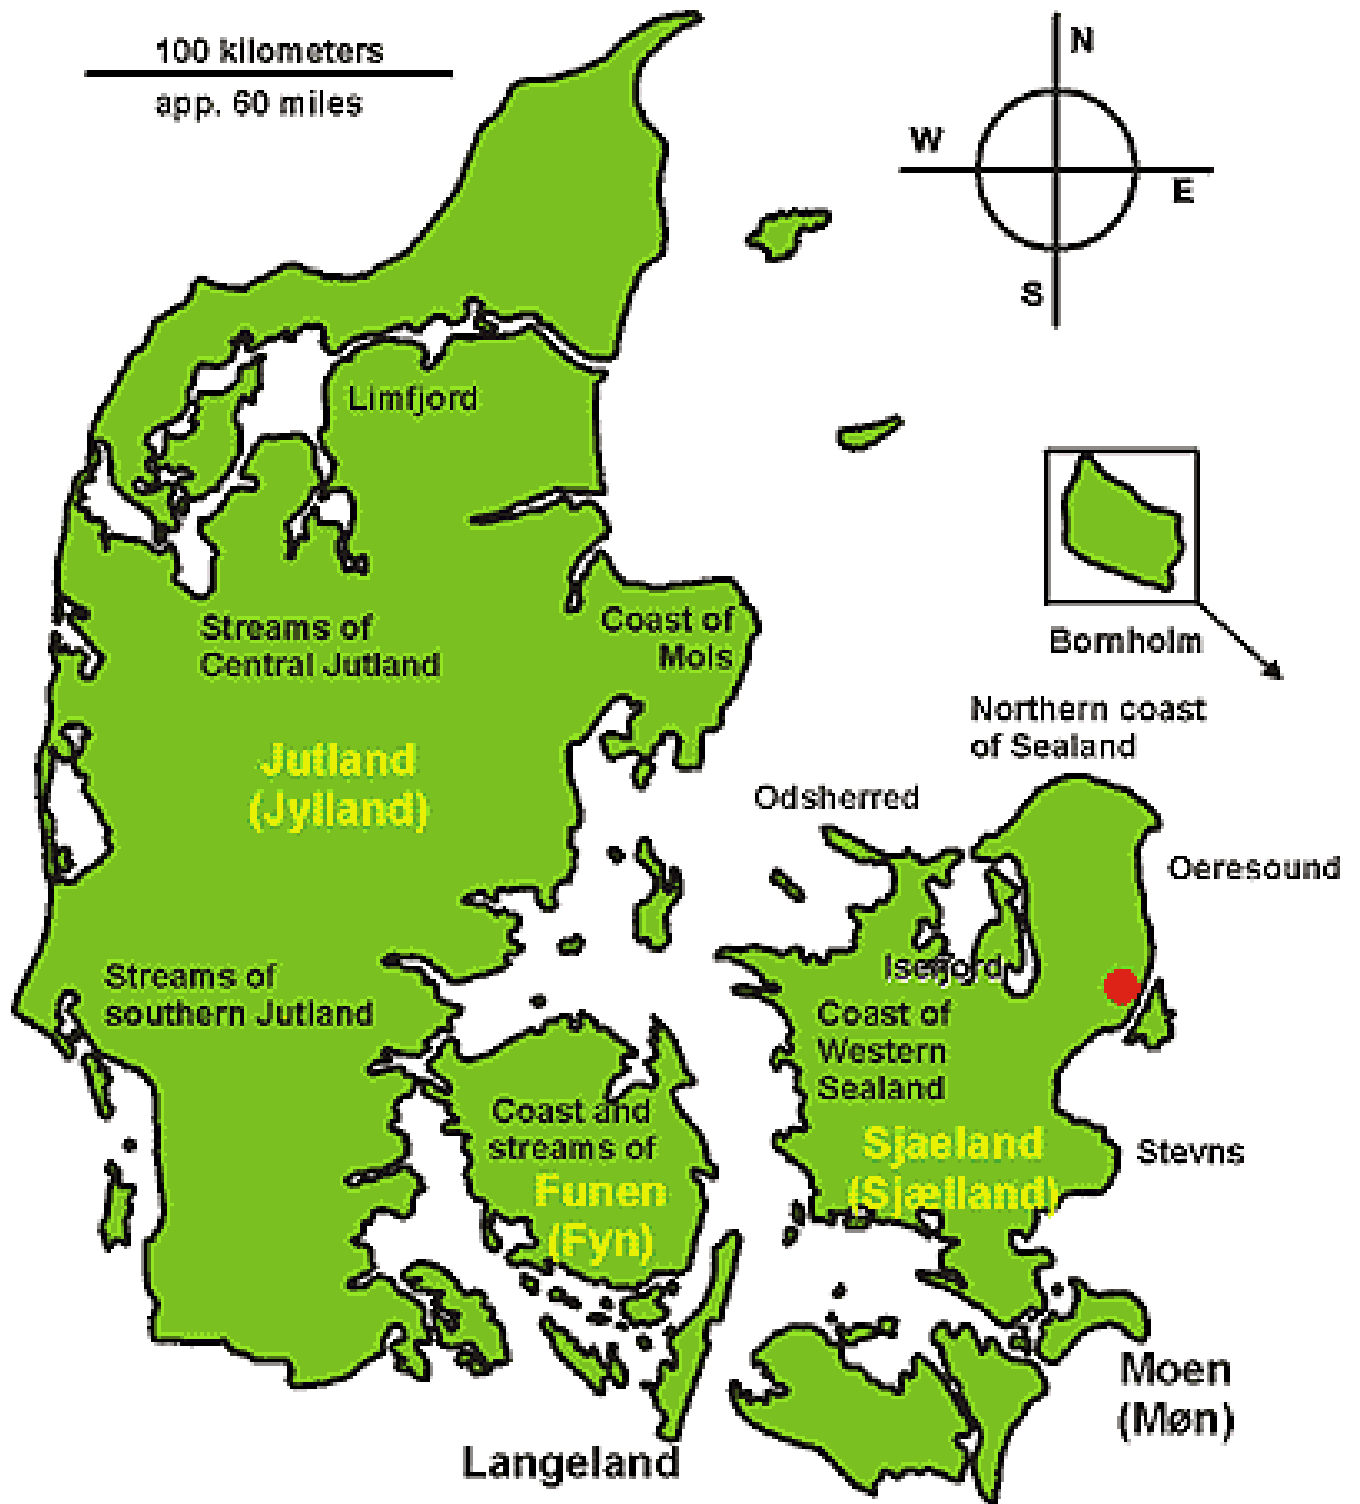 100 kilometers
app. 60 miles
N
W
E
S
Limfjord
Streams of
Central Jutland
Coast of
Mols
Bornholm
Northern coast
of Sealand
Jutland
(Jylland)
Odsherred
Oeresound
Isefjord
Streams of
southern Jutland
Coast of
Western
Sealand
Coast and
streams of
Funen
(Fyn)
Sjaeland
(Sjælland)
Stevns
Moen
(Møn)
Langeland